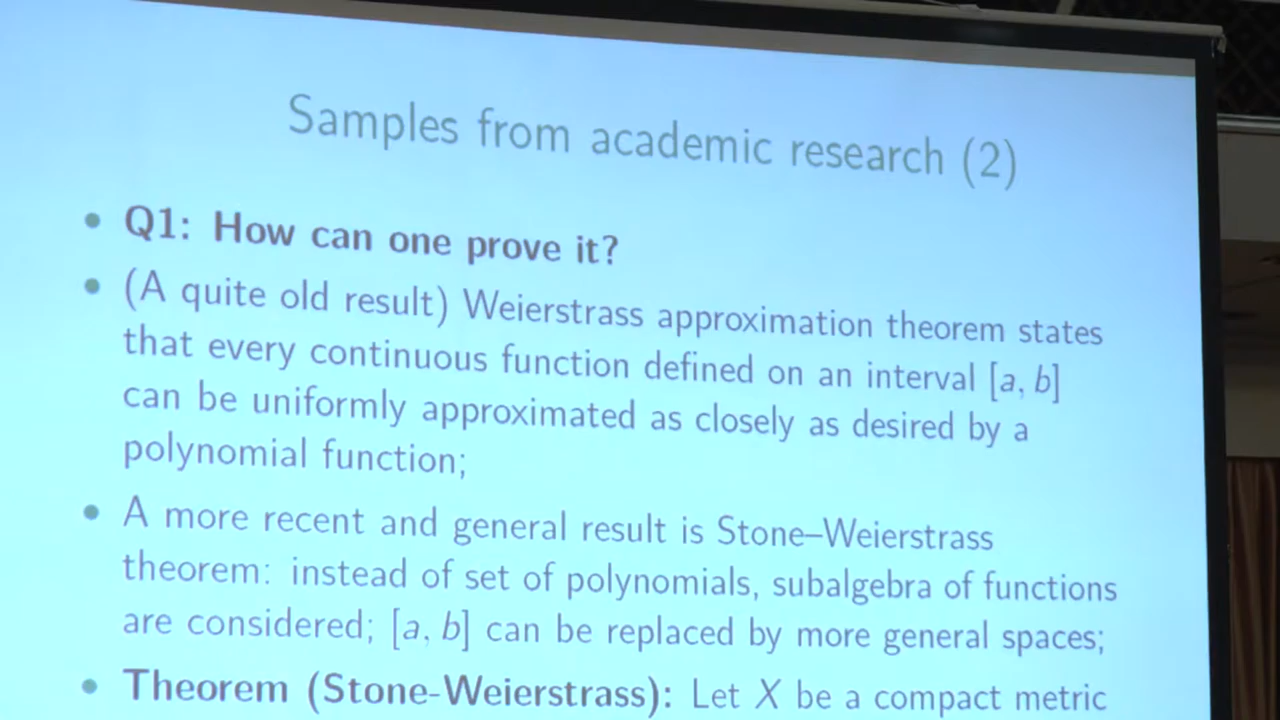 Samples from academic research (2)
• Q1: How can one prove it?
• (A quite old result) Weierstrass approximation theorem states
that every continuous function defined on an interval [a, b]
can be uniformly approximated as closely as desired by a
polynomial function;
• A more recent and general result is Stone–Weierstrass
theorem: instead of set of polynomials, subalgebra of functions
are considered; [a, b] can be replaced by more general spaces;
• Theorem (Stone-Weierstrass): Let X be a compact metric